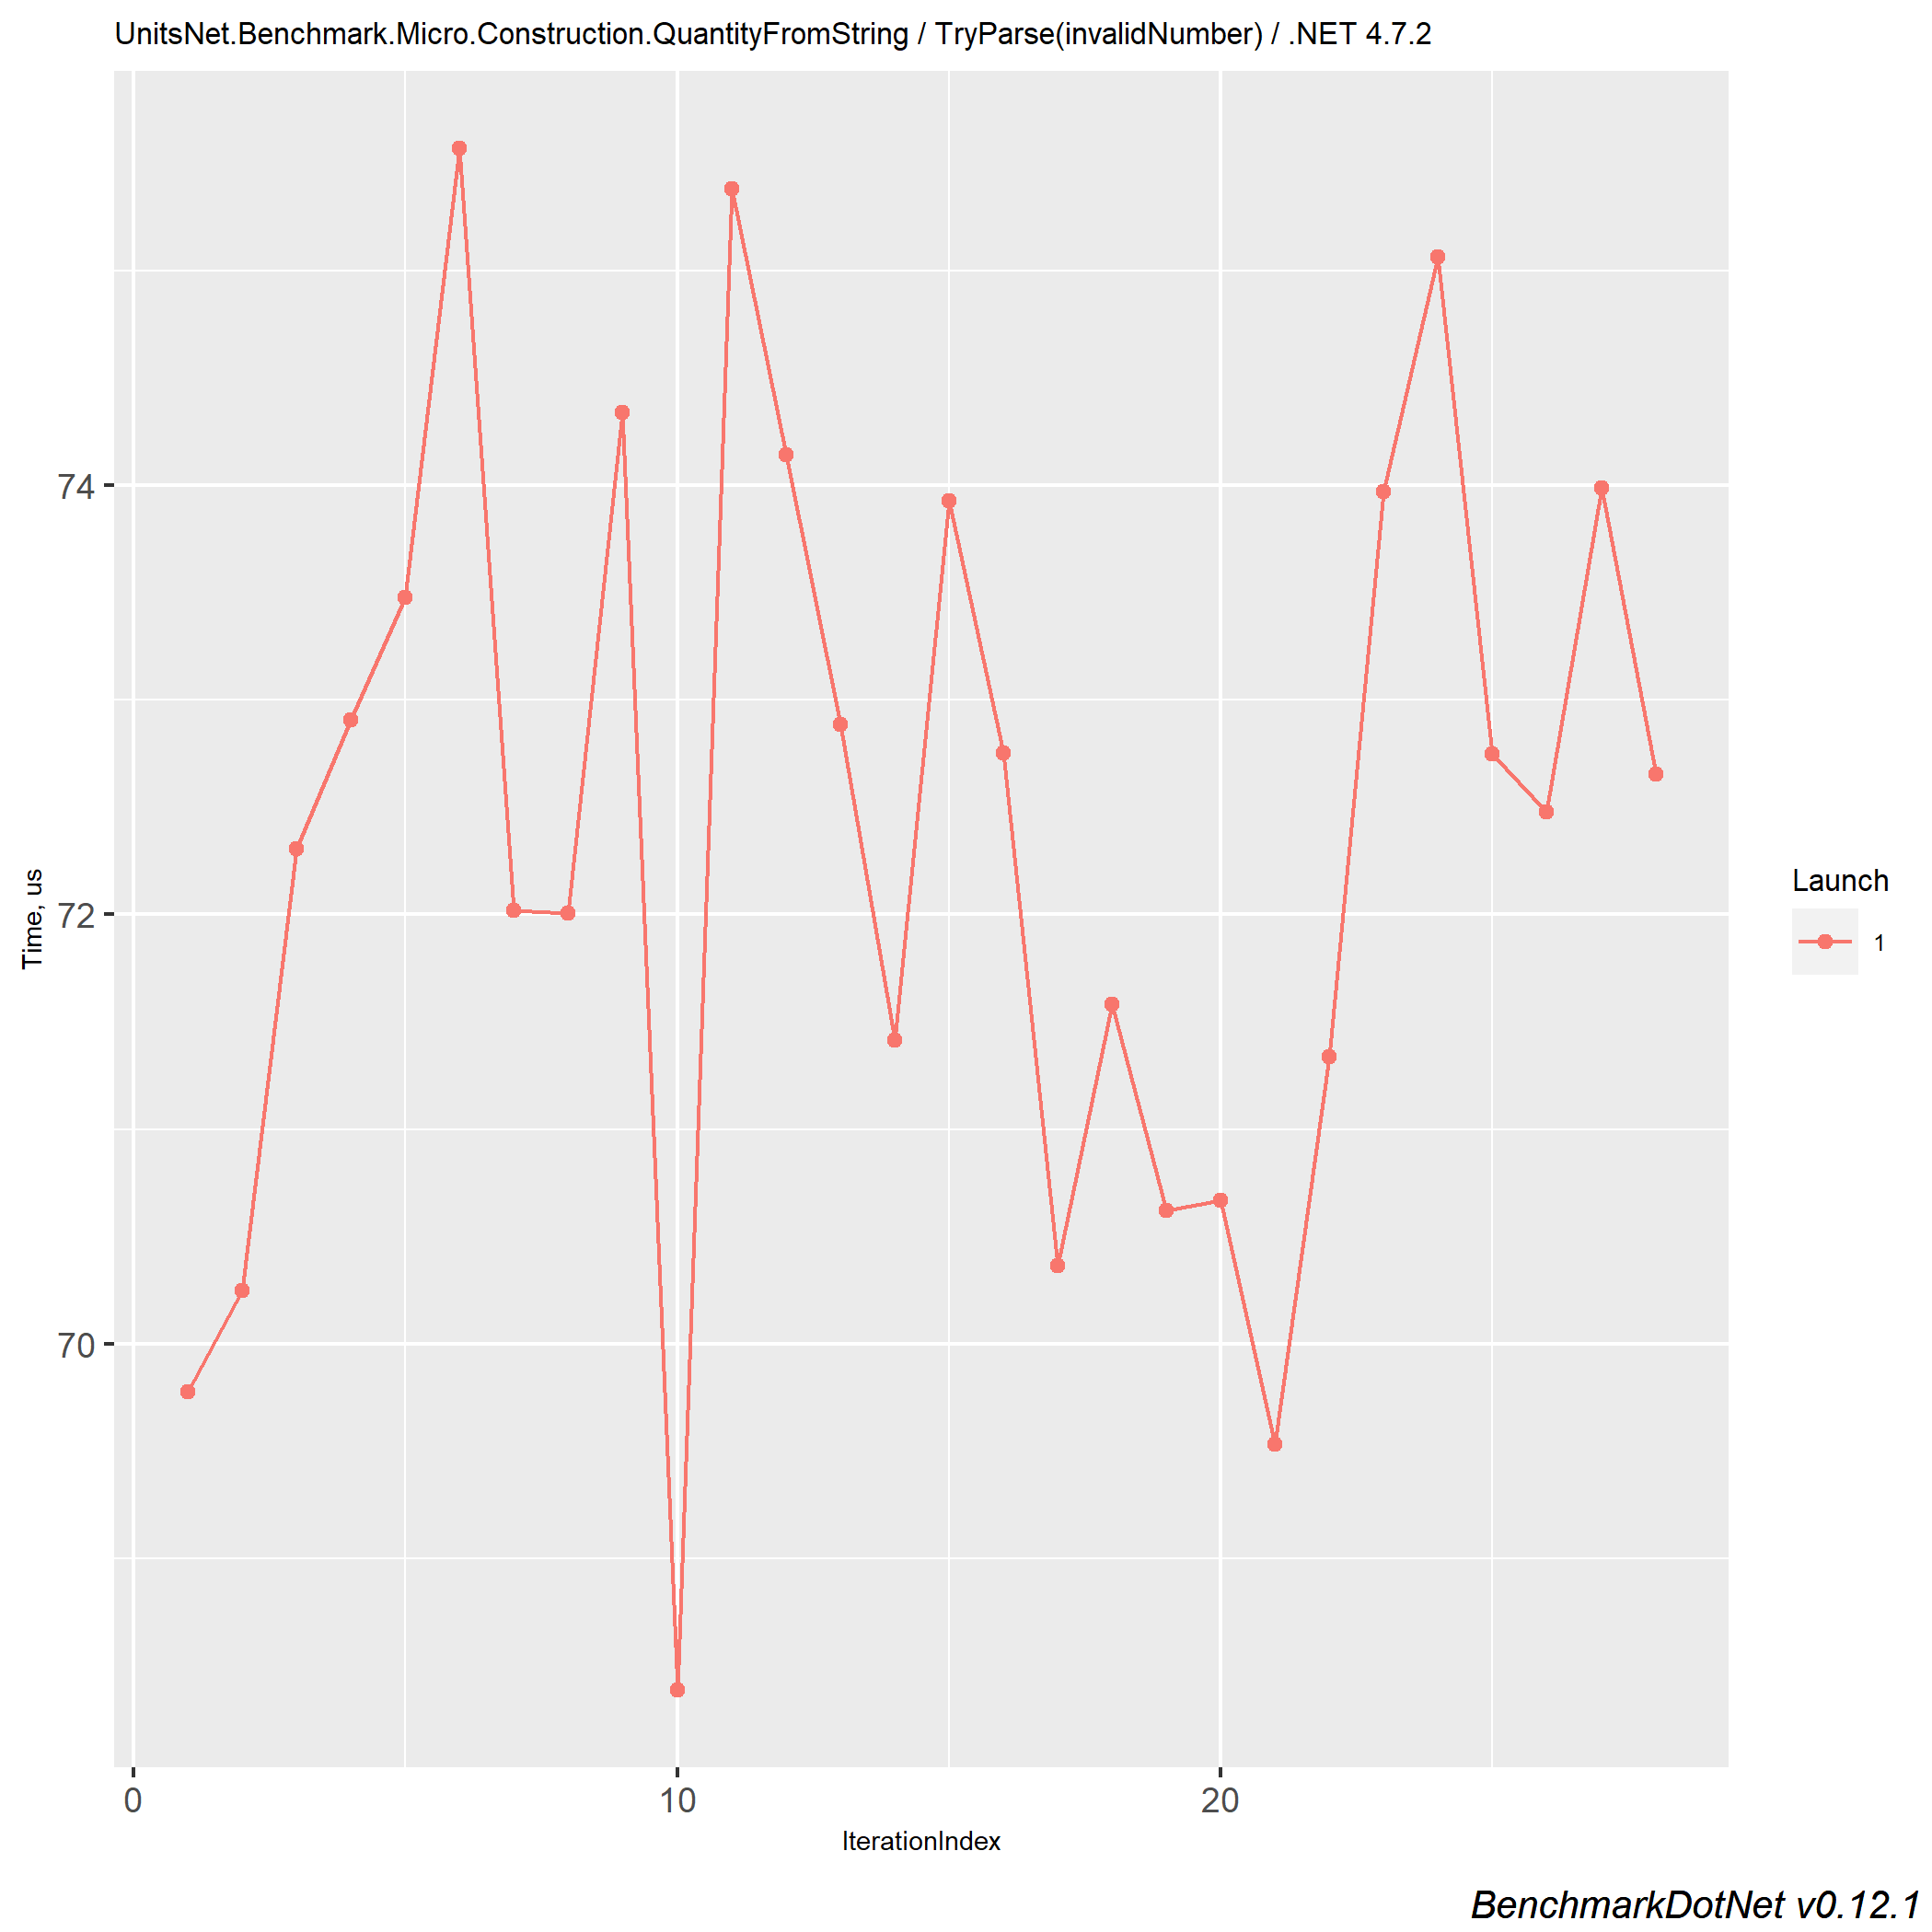 UnitsNet.Benchmark.Micro.Construction.QuantityFromString / TryParse(invalidNumber) / .NET 4.7.2
74
72
70
Time, us
0 10 20
IterationIndex
Launch
1
BenchmarkDotNet v0.12.1